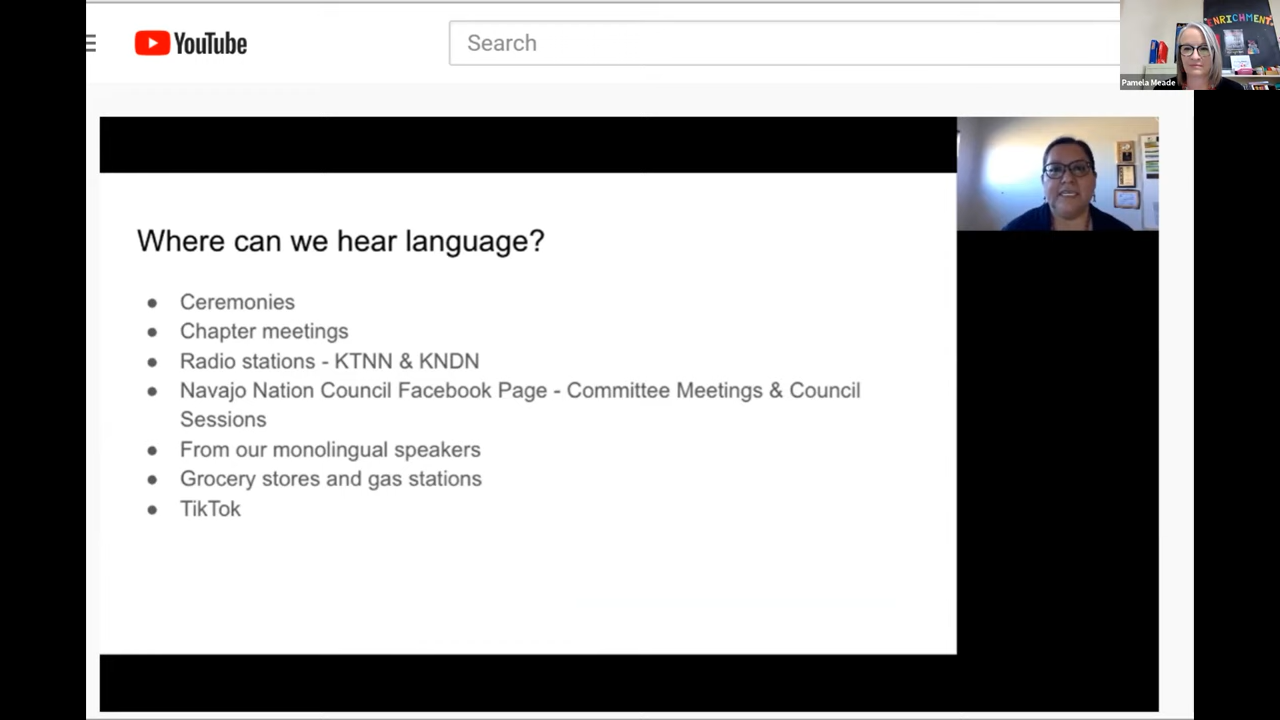 YouTube
Search
ENRICHMENT
Pamela Meade
Where can we hear language?
● Ceremonies
● Chapter meetings
● Radio stations - KTNN & KNDN
● Navajo Nation Council Facebook Page - Committee Meetings & Council
Sessions
● From our monolingual speakers
● Grocery stores and gas stations
● TikTok